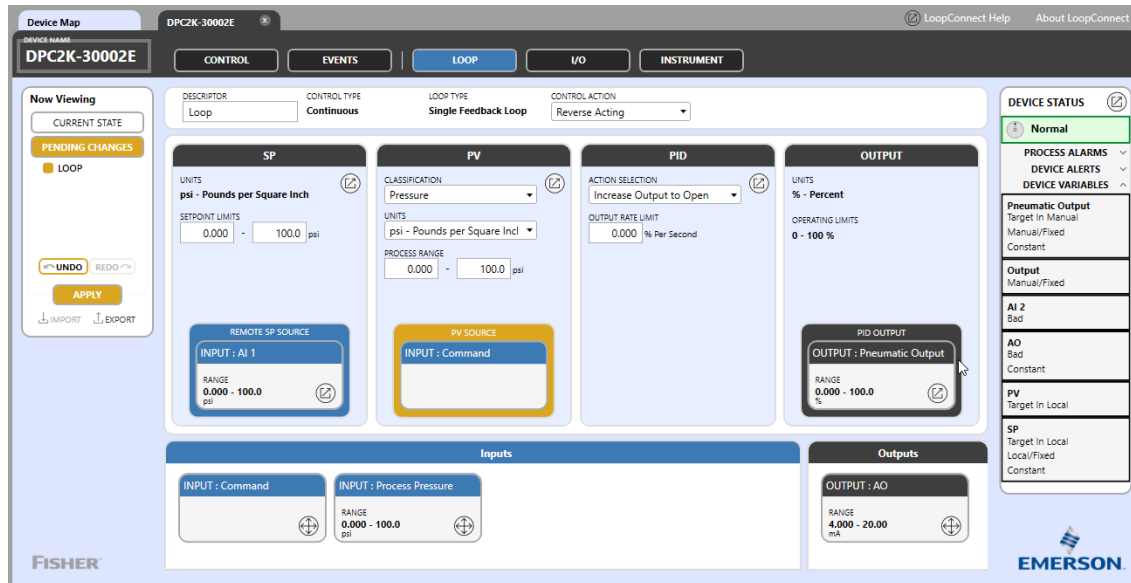 Device Map
DPC2K-30002E
x
LoopConnect Help
About LoopConnect
DEVICE NAME
DPC2K-30002E
CONTROL
EVENTS
LOOP
I/O
INSTRUMENT
Now Viewing
CURRENT STATE
PENDING CHANGES
LOOP
UNDO
REDO
APPLY
IMPORT
EXPORT
DESCRIPTOR
Loop
CONTROL TYPE
Continuous
LOOP TYPE
Single Feedback Loop
CONTROL ACTION
Reverse Acting
SP
UNITS
psi - Pounds per Square Inch
SETPOINT LIMITS
0.000 - 100.0 psi
REMOTE SP SOURCE
INPUT : AI 1
RANGE
0.000 - 100.0
psi
PV
CLASSIFICATION
Pressure
UNITS
psi - Pounds per Square Incl
PROCESS RANGE
0.000 - 100.0 psi
PV SOURCE
INPUT : Command
PID
ACTION SELECTION
Increase Output to Open
OUTPUT RATE LIMIT
0.000 % Per Second
OUTPUT
UNITS
% - Percent
OPERATING LIMITS
0 - 100 %
PID OUTPUT
OUTPUT : Pneumatic Output
RANGE
0.000 - 100.0
%
Inputs
INPUT : Command
INPUT : Process Pressure
RANGE
0.000 - 100.0
psi
Outputs
OUTPUT : AO
RANGE
4.000 - 20.00
mA
DEVICE STATUS
Normal
PROCESS ALARMS
DEVICE ALERTS
DEVICE VARIABLES
Pneumatic Output
Target In Manual
Manual/Fixed
Constant
Output
Manual/Fixed
AI 2
Bad
AO
Bad
Constant
PV
Target In Local
SP
Target In Local
Local/Fixed
Constant
FISHER
EMERSON